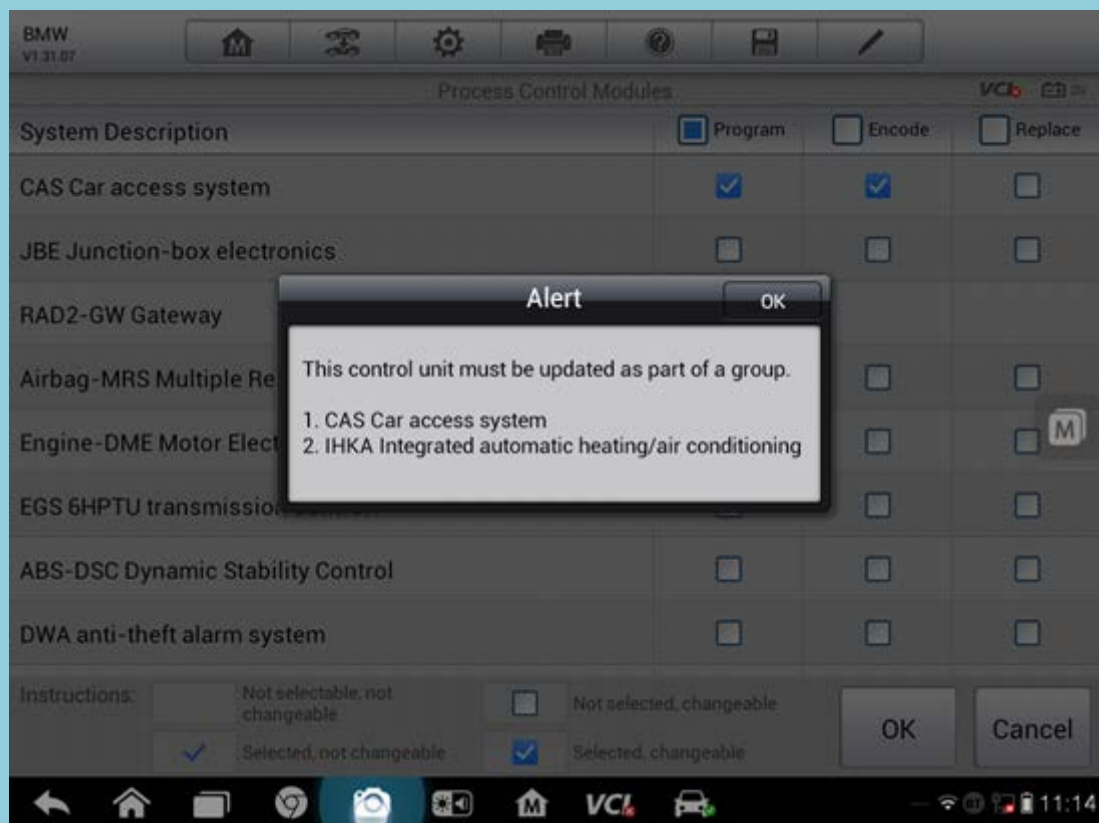 BMW
V1.31.07
Process Control Modules
VCI
System Description
Program
Encode
Replace
CAS Car access system
JBE Junction-box electronics
RAD2-GW Gateway
Airbag-MRS Multiple Re
Engine-DME Motor Elect
EGS 6HPTU transmission
ABS-DSC Dynamic Stability Control
DWA anti-theft alarm system
Alert
OK
This control unit must be updated as part of a group.
1. CAS Car access system
2. IHKA Integrated automatic heating/air conditioning
M
Instructions:
Not selectable, not
changeable
Not selected, changeable
Selected, not changeable
Selected, changeable
OK
Cancel
M
VCI
11:14